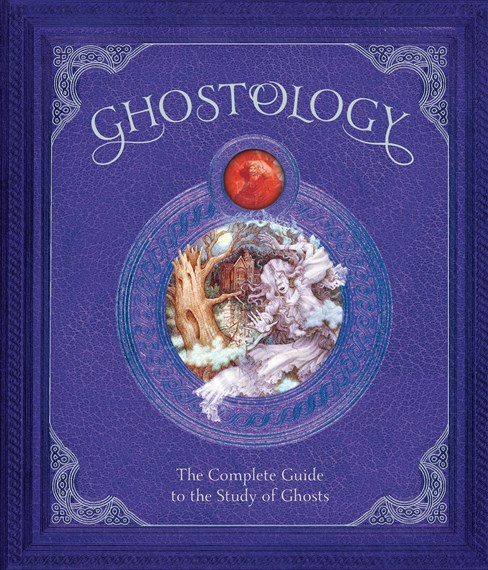 GHOSTOLOGY
The Complete Guide
to the Study of Ghosts